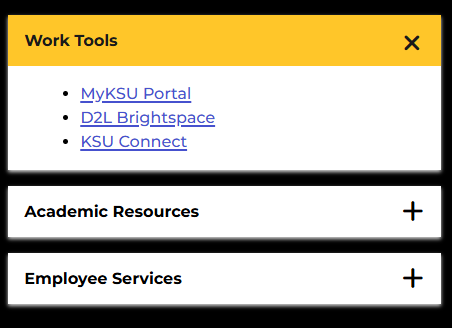 Work Tools
MyKSU Portal
D2L Brightspace
KSU Connect
Academic Resources
Employee Services